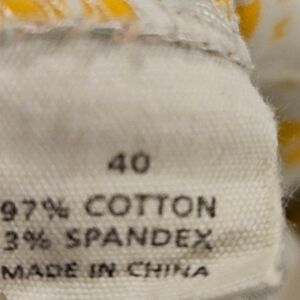 40
97% COTTON
3% SPANDEX
MADE IN CHINA